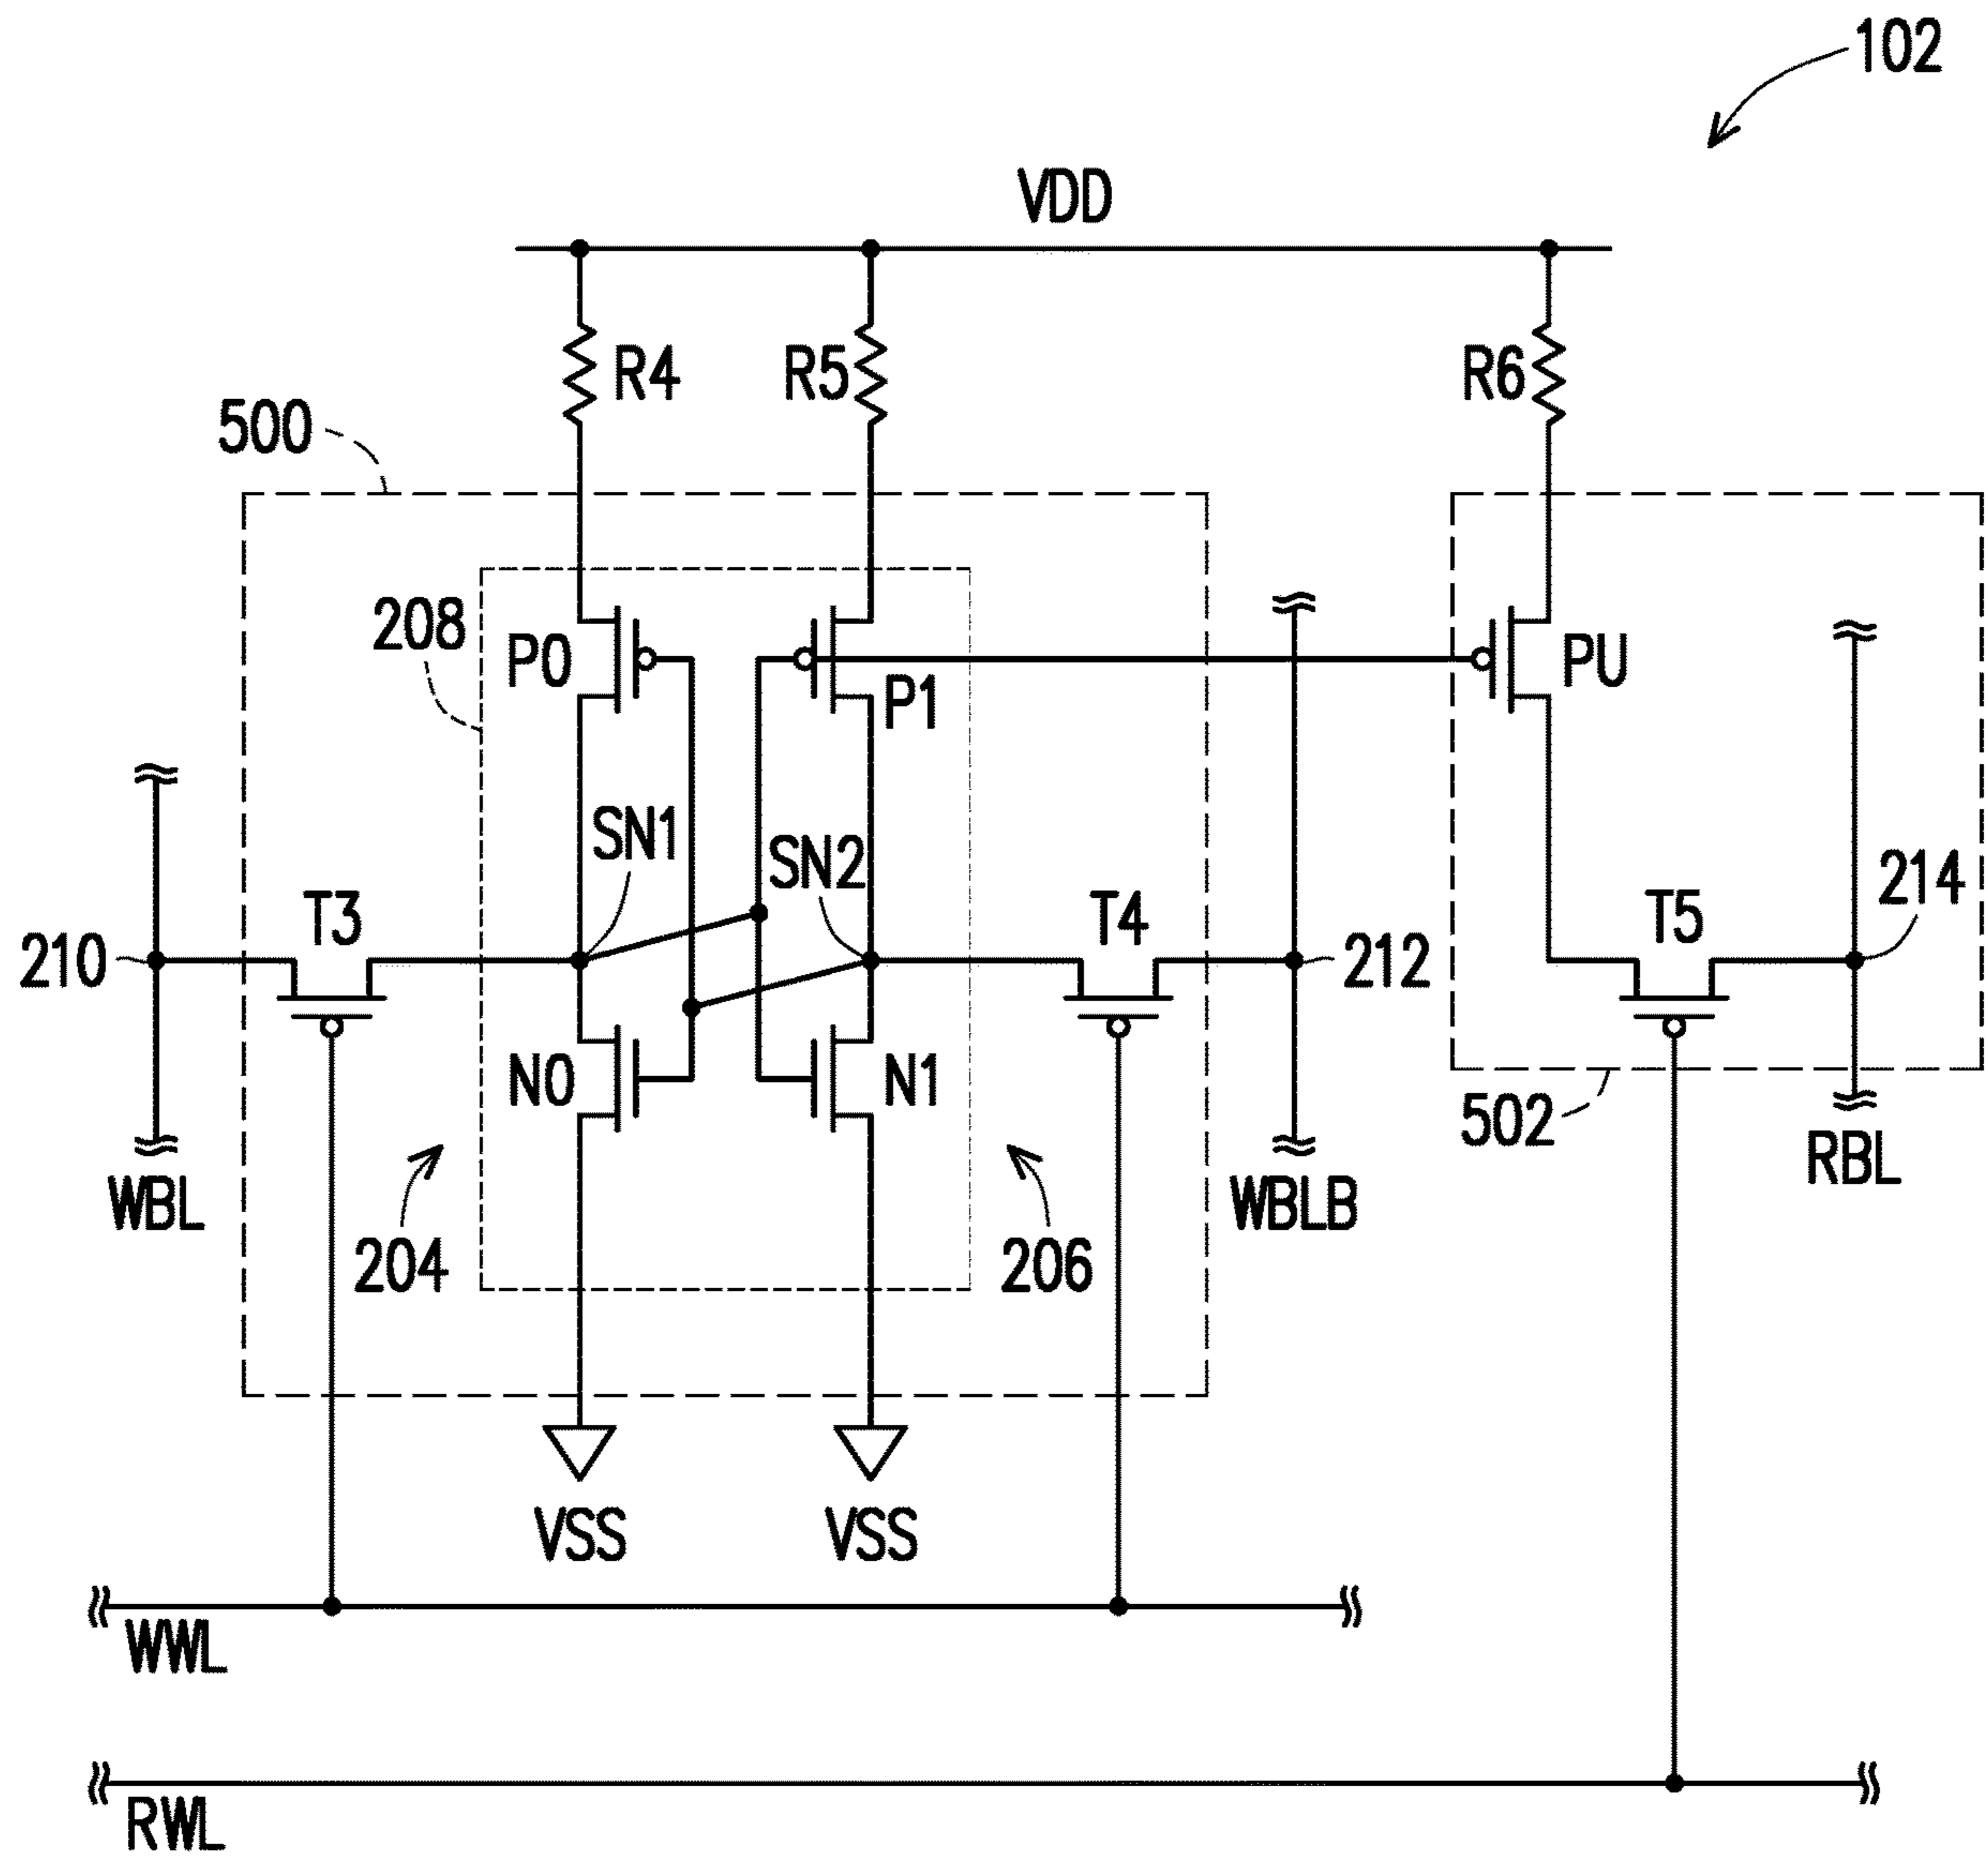 102
VDD
R4
R5
R6
500
208
P0
P1
PU
SN1
SN2
T3
T4
T5
210
212
214
N0
N1
502
WBL
204
206
WBLB
RBL
VSS
VSS
WWL
RWL